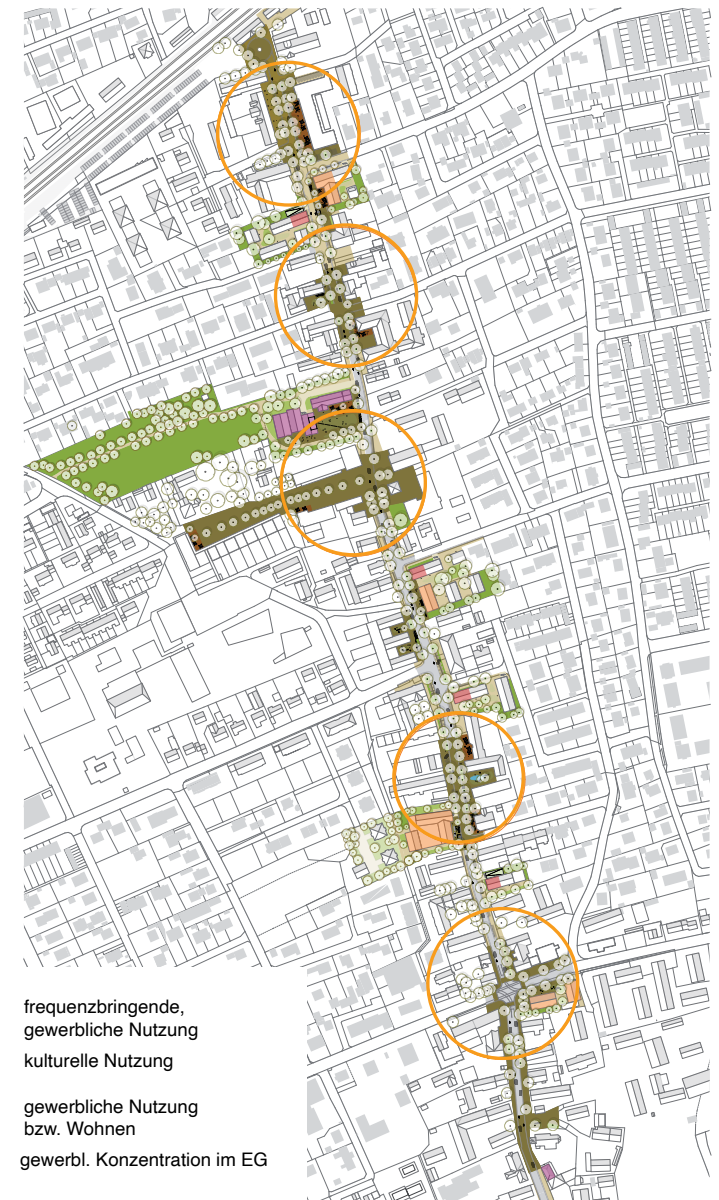 frequenzbringende,
gewerbliche Nutzung
kulturelle Nutzung
gewerbliche Nutzung
bzw. Wohnen
gewerbl. Konzentration im EG